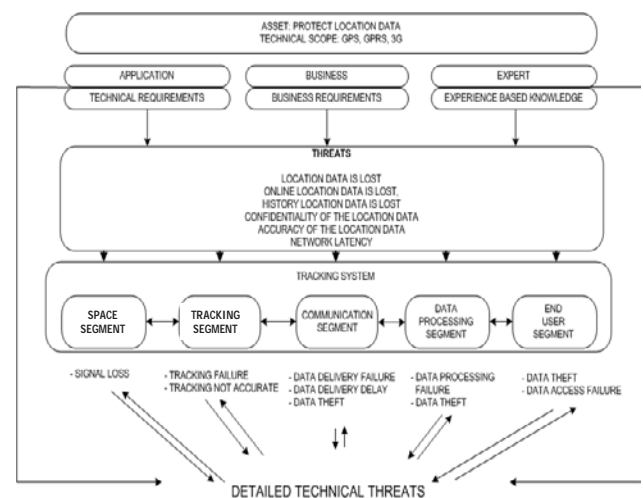 ASSET: PROTECT LOCATION DATA
TECHNICAL SCOPE: GPS, GPRS, 3G
APPLICATION
BUSINESS
EXPERT
TECHNICAL REQUIREMENTS
BUSINESS REQUIREMENTS
EXPERIENCE BASED KNOWLEDGE
THREATS
LOCATION DATA IS LOST
ONLINE LOCATION DATA IS LOST,
HISTORY LOCATION DATA IS LOST
CONFIDENTIALITY OF THE LOCATION DATA
ACCURACY OF THE LOCATION DATA
NETWORK LATENCY
TRACKING SYSTEM
SPACE
SEGMENT
TRACKING
SEGMENT
COMMUNICATION
SEGMENT
DATA
PROCESSING
SEGMENT
END
USER
SEGMENT
- SIGNAL LOSS
- TRACKING FAILURE
- TRACKING NOT ACCURATE
- DATA DELIVERY FAILURE
- DATA DELIVERY DELAY
- DATA THEFT
- DATA PROCESSING
FAILURE
- DATA THEFT
- DATA THEFT
- DATA ACCESS FAILURE
DETAILED TECHNICAL THREATS